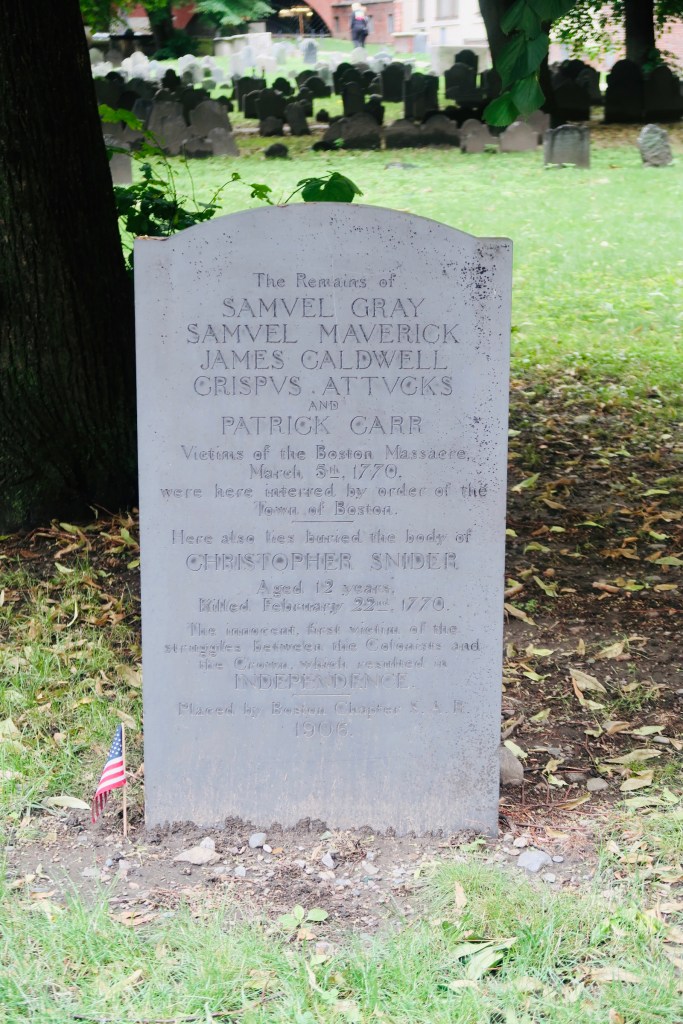 The Remains of
SAMVEL GRAY
SAMVEL MAVERICK
JAMES CALDWELL
CRISPVS . ATTVCKS
AND
PATRICK CARR
Victims of the Boston Massacre,
March 5th, 1770,
were here interred by order of the
Town of Boston.
Here also lies buried the body of
CHRISTOPHER SNIDER
Aged 12 years,
Killed February 22nd, 1770.
The innocent, first victim of the
struggles between the Colonists and
the Crown, which resulted in
INDEPENDENCE.
Placed by Boston Chapter S. A. R.
1906.